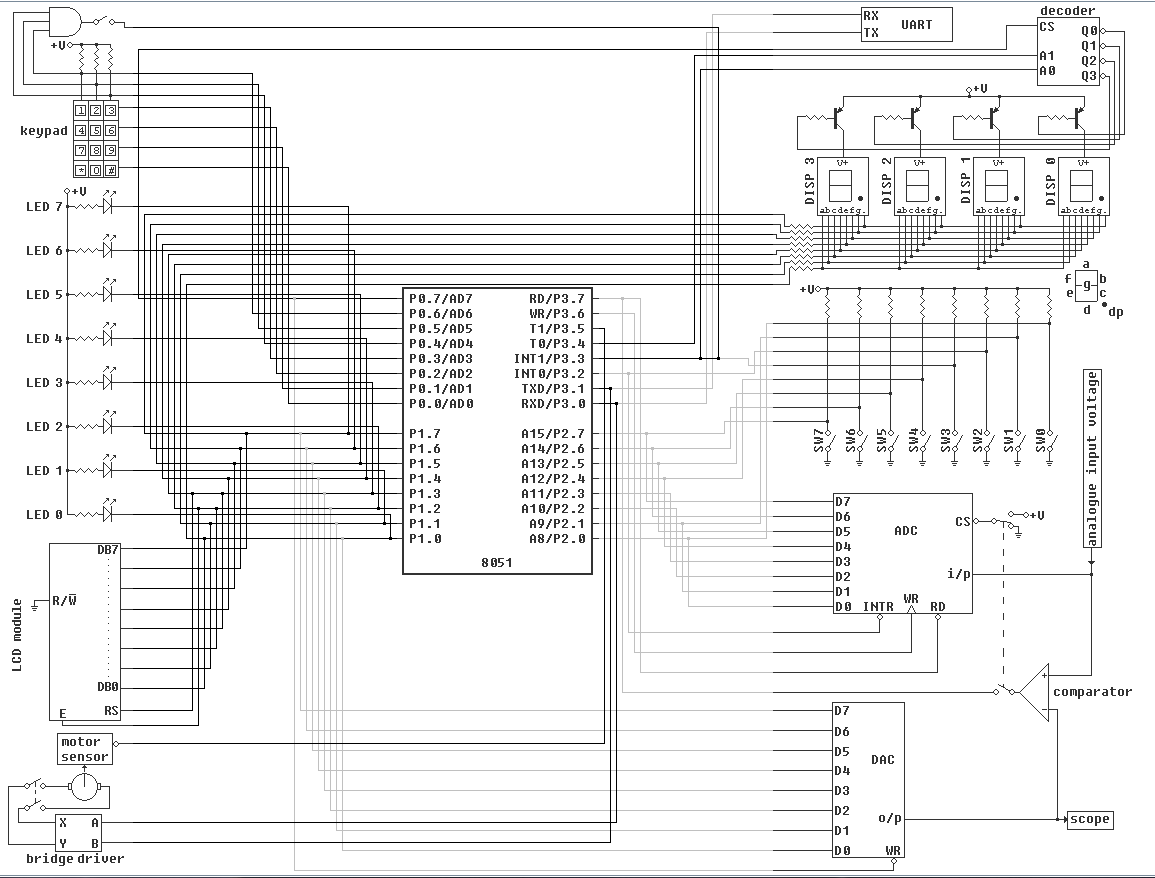 RX
TX
UART
decoder
CS
A1
A0
Q0
Q1
Q2
Q3
+V
+V
keypad
1 2 3
4 5 6
7 8 9
* 0 #
DISP 3
V+
abcdefg.
DISP 2
V+
abcdefg.
DISP 1
V+
abcdefg.
DISP 0
V+
abcdefg.
+V
LED 7
LED 6
LED 5
LED 4
LED 3
LED 2
LED 1
LED 0
a
f g b
e c
d dp
P0.7/AD7 RD/P3.7
P0.6/AD6 WR/P3.6
P0.5/AD5 T1/P3.5
P0.4/AD4 T0/P3.4
P0.3/AD3 INT1/P3.3
P0.2/AD2 INT0/P3.2
P0.1/AD1 TXD/P3.1
P0.0/AD0 RXD/P3.0
P1.7 A15/P2.7
P1.6 A14/P2.6
P1.5 A13/P2.5
P1.4 A12/P2.4
P1.3 A11/P2.3
P1.2 A10/P2.2
P1.1 A9/P2.1
P1.0 A8/P2.0
8051
+V
SW7
SW6
SW5
SW4
SW3
SW2
SW1
SW0
analogue input voltage
D7
D6
D5
D4
D3
D2
D1
D0
ADC
CS
i/p
INTR
WR
RD
+V
comparator
+
-
LCD module
DB7
R/W̅
DB0
RS
E
motor
sensor
X A
Y B
bridge driver
D7
D6
D5
D4
D3
D2
D1
D0
DAC
o/p
WR
scope